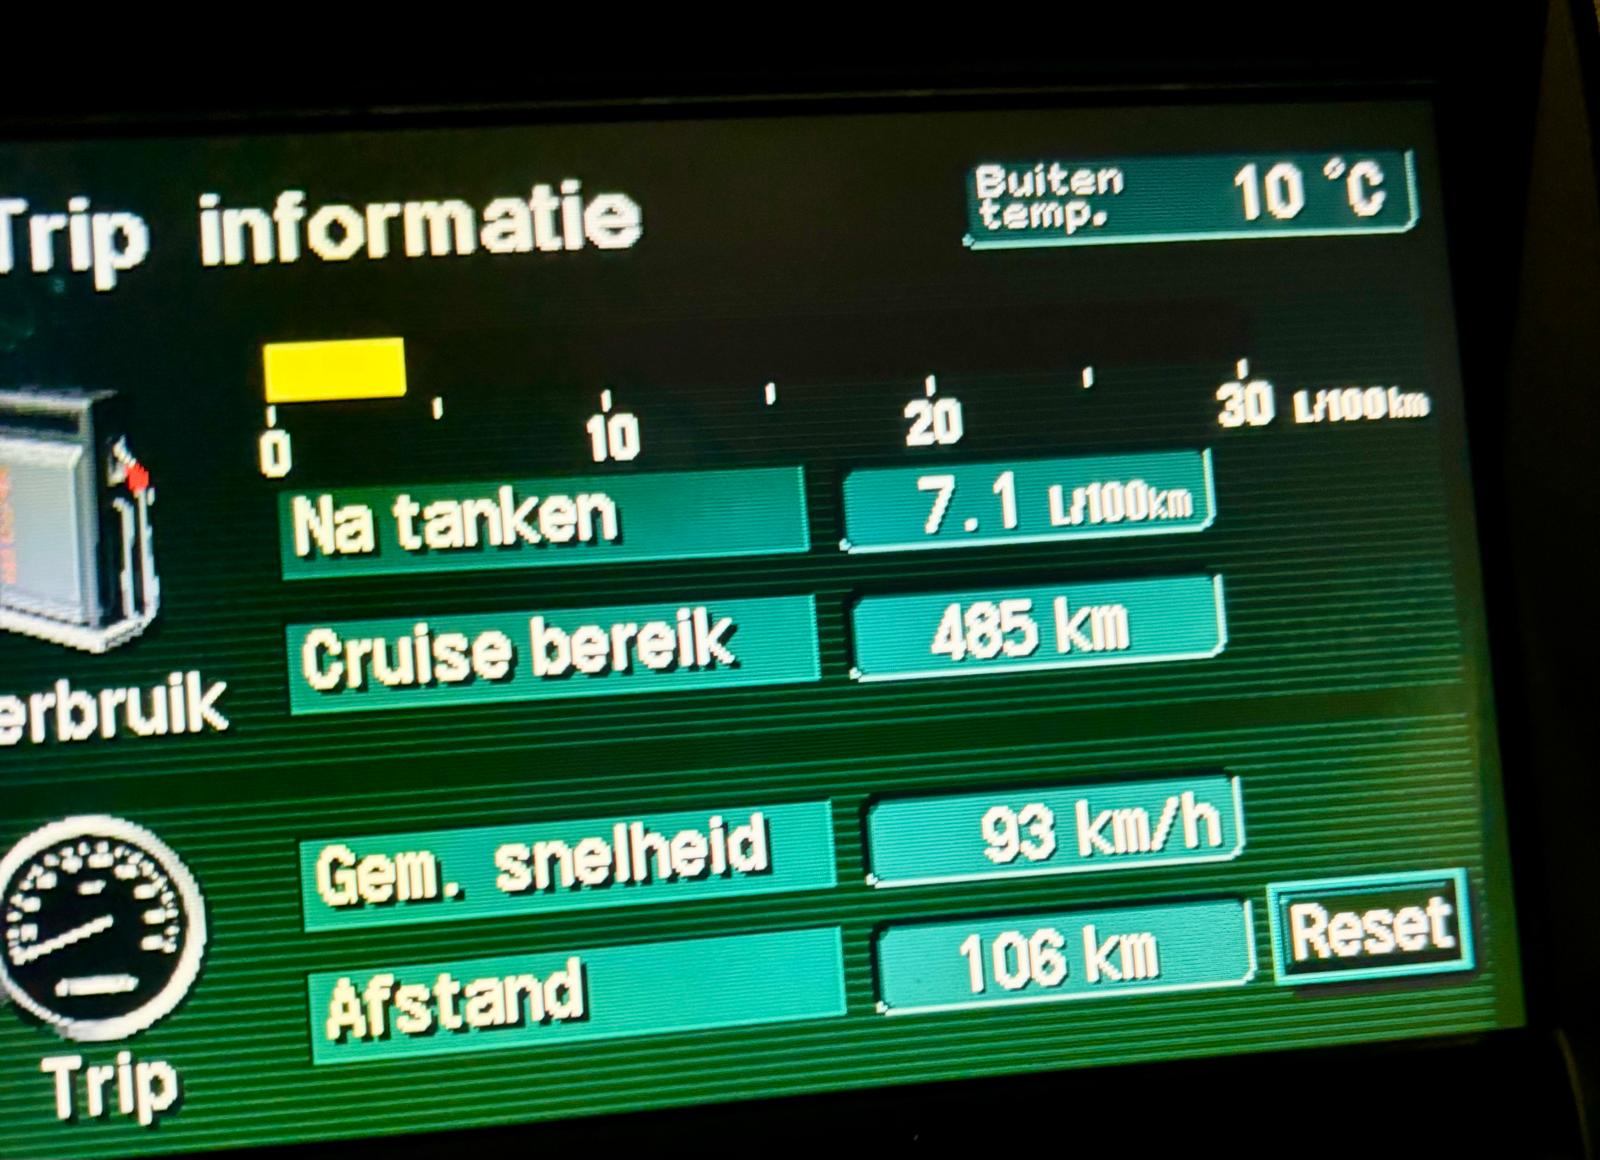 Trip informatie
Buiten temp. 10 °C
0 10 20 30 L/100km
Na tanken 7.1 L/100km
Cruise bereik 485 km
erbruik
Gem. snelheid 93 km/h
Afstand 106 km Reset
Trip